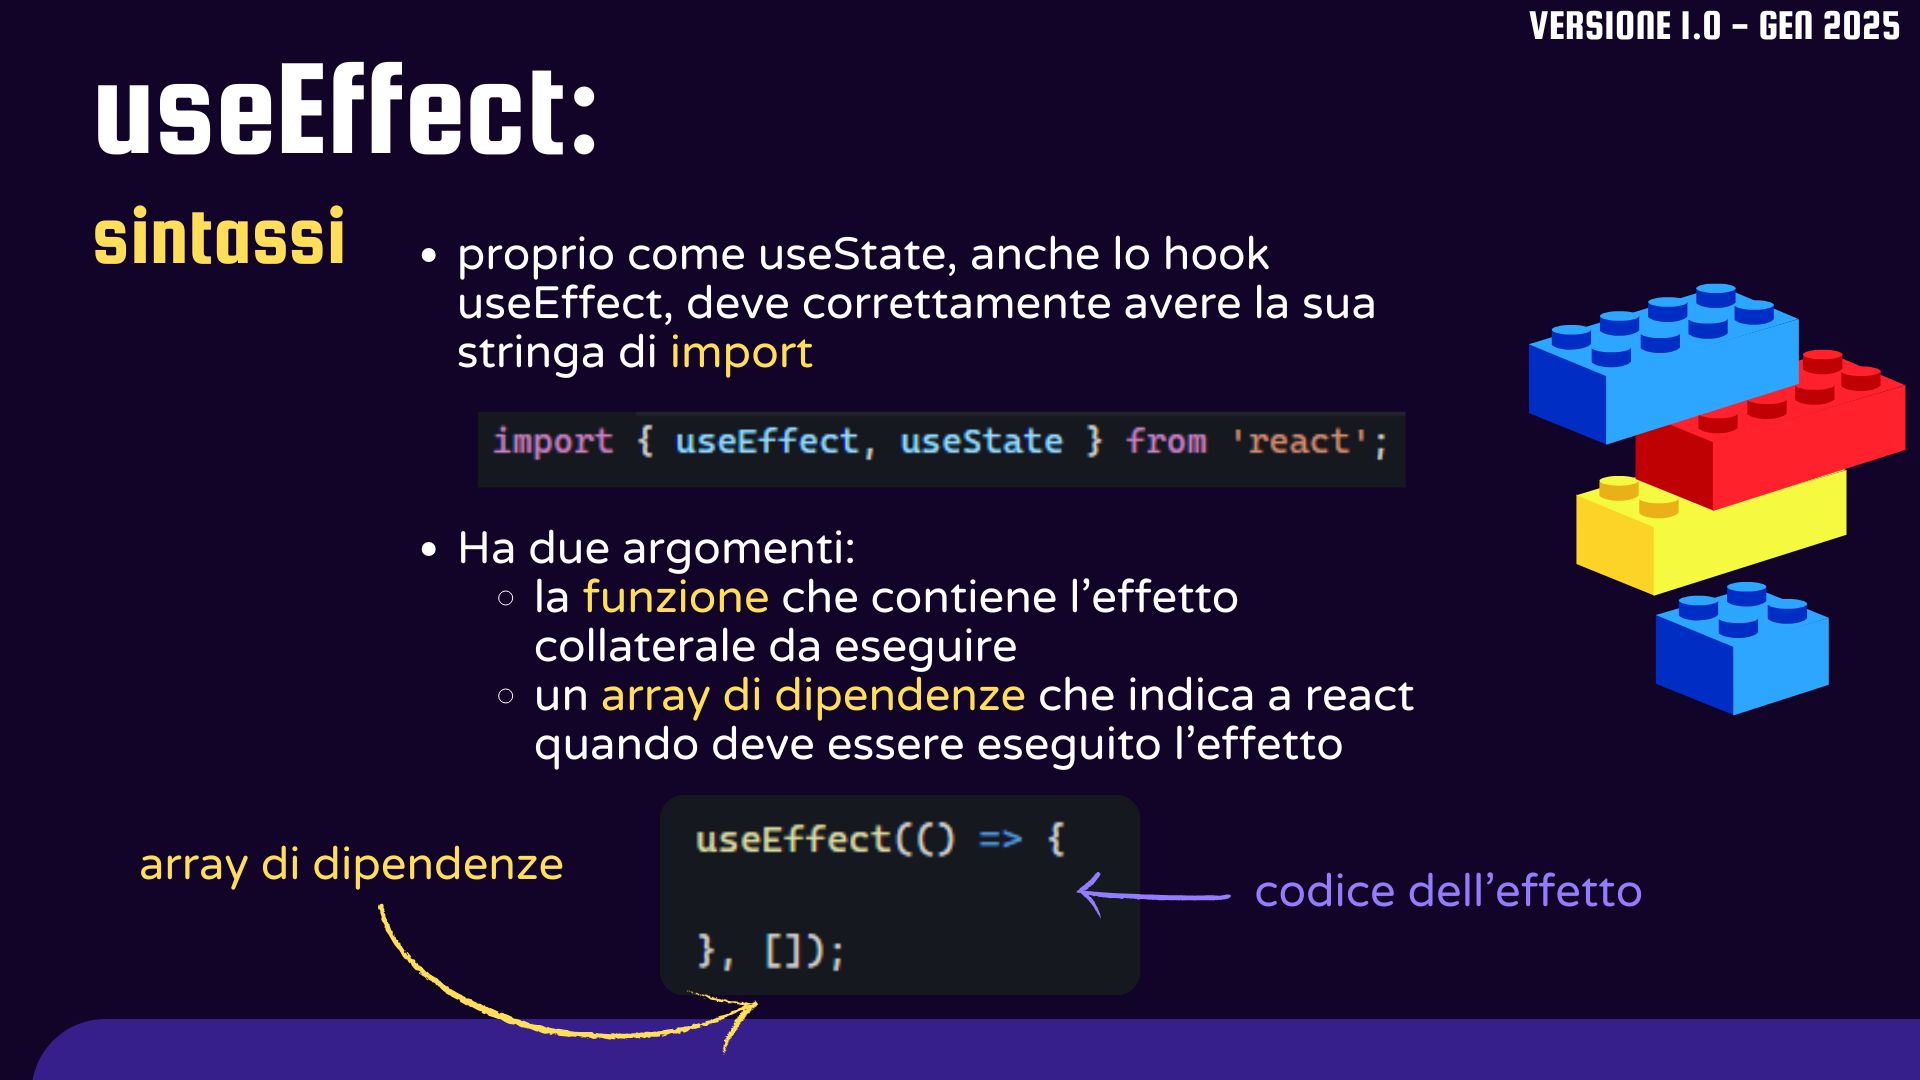 VERSIONE 1.0 - GEN 2025
useEffect:
sintassi
proprio come useState, anche lo hook
useEffect, deve correttamente avere la sua
stringa di import
import { useEffect, useState } from 'react';
Ha due argomenti:
la funzione che contiene l’effetto
collaterale da eseguire
un array di dipendenze che indica a react
quando deve essere eseguito l’effetto
useEffect(() => {
array di dipendenze
codice dell’effetto
}, []);